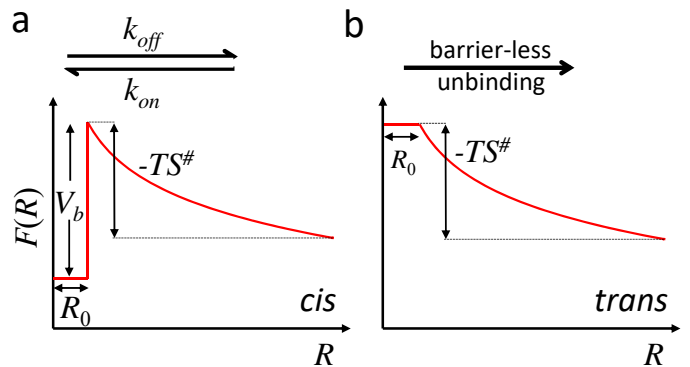 a
k_off
k_on
F(R)
V_b
-TS^#
R_0
cis
R
b
barrier-less
unbinding
R_0
-TS^#
trans
R